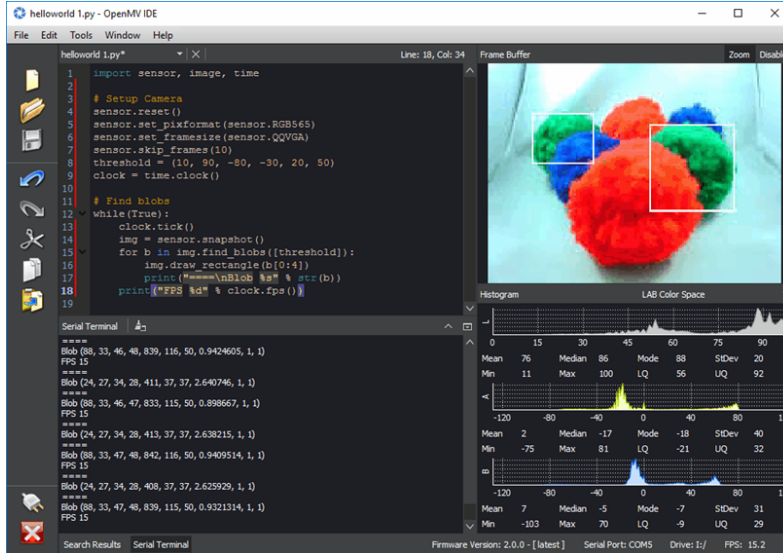 helloworld 1.py - OpenMV IDE
File Edit Tools Window Help
helloworld 1.py* Line: 18, Col: 34 Frame Buffer Zoom Disable
1 import sensor, image, time
2
3 # Setup Camera
4 sensor.reset()
5 sensor.set_pixformat(sensor.RGB565)
6 sensor.set_framesize(sensor.QQVGA)
7 sensor.skip_frames(10)
8 threshold = (10, 90, -80, -30, 20, 50)
9 clock = time.clock()
10
11 # Find blobs
12 while(True):
13 clock.tick()
14 img = sensor.snapshot()
15 for b in img.find_blobs([threshold]):
16 img.draw_rectangle(b[0:4])
17 print("====\nBlob %s" % str(b))
18 print("FPS %d" % clock.fps())
19
Serial Terminal
====
Blob (88, 33, 46, 48, 839, 116, 50, 0.9424605, 1, 1)
FPS 15
====
Blob (24, 27, 34, 28, 411, 37, 37, 2.640746, 1, 1)
====
Blob (88, 33, 46, 47, 833, 115, 50, 0.898667, 1, 1)
FPS 15
====
Blob (24, 27, 34, 28, 413, 37, 37, 2.638215, 1, 1)
====
Blob (88, 33, 47, 48, 842, 116, 50, 0.9409514, 1, 1)
FPS 15
====
Blob (24, 27, 34, 28, 408, 37, 37, 2.625929, 1, 1)
====
Blob (88, 33, 47, 48, 839, 116, 50, 0.9321314, 1, 1)
FPS 15
Histogram LAB Color Space
L
0 15 30 45 60 75 90
Mean 76 Median 86 Mode 88 StDev 20
Min 11 Max 100 LQ 56 UQ 92
A
-120 -80 -40 0 40 80 120
Mean 2 Median -17 Mode -18 StDev 40
Min -75 Max 81 LQ -21 UQ 32
B
-120 -80 -40 0 40 80 120
Mean 7 Median -5 Mode -7 StDev 31
Min -103 Max 70 LQ -9 UQ 29
Search Results Serial Terminal Firmware Version: 2.0.0 - [ latest ] Serial Port: COM5 Drive: I:/ FPS: 15.2